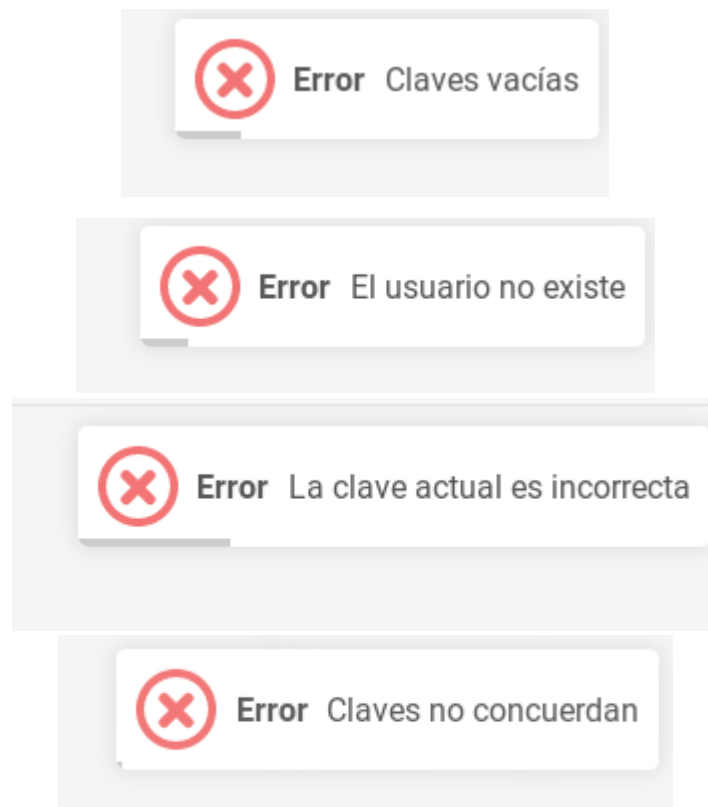 Error Claves vacías
Error El usuario no existe
Error La clave actual es incorrecta
Error Claves no concuerdan